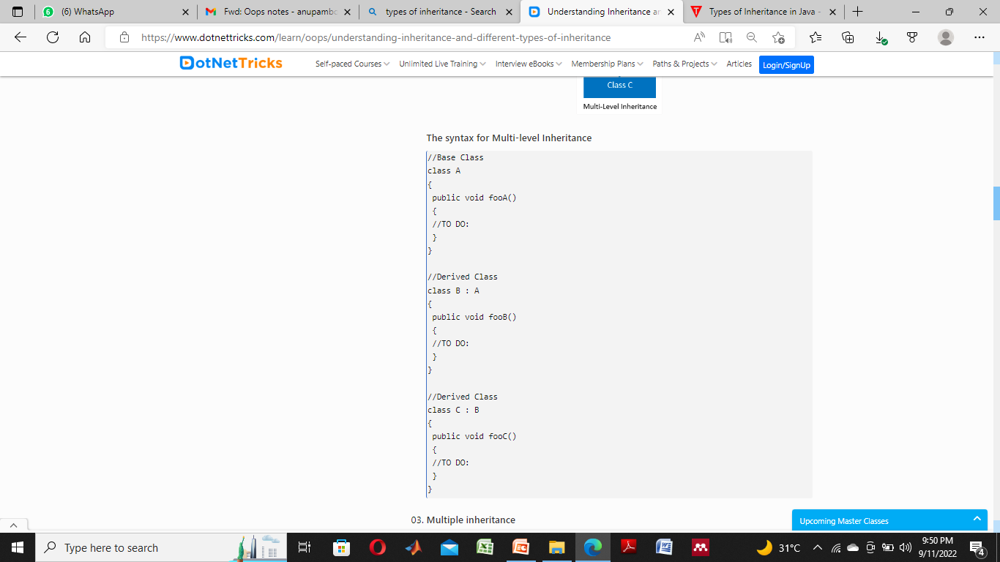 (6) WhatsApp
Fwd: Oops notes - anupambc
types of inheritance - Search
Understanding Inheritance an
Types of Inheritance in Java -
https://www.dotnettricks.com/learn/oops/understanding-inheritance-and-different-types-of-inheritance
DotNetTricks
Self-paced Courses
Unlimited Live Training
Interview eBooks
Membership Plans
Paths & Projects
Articles
Login/SignUp
Class C
Multi-Level Inheritance
The syntax for Multi-level Inheritance
//Base Class
class A
{
public void fooA()
{
//TO DO:
}
}
//Derived Class
class B : A
{
public void fooB()
{
//TO DO:
}
}
//Derived Class
class C : B
{
public void fooC()
{
//TO DO:
}
}
03. Multiple inheritance
Upcoming Master Classes
Type here to search
31°C
9:50 PM
9/11/2022
4